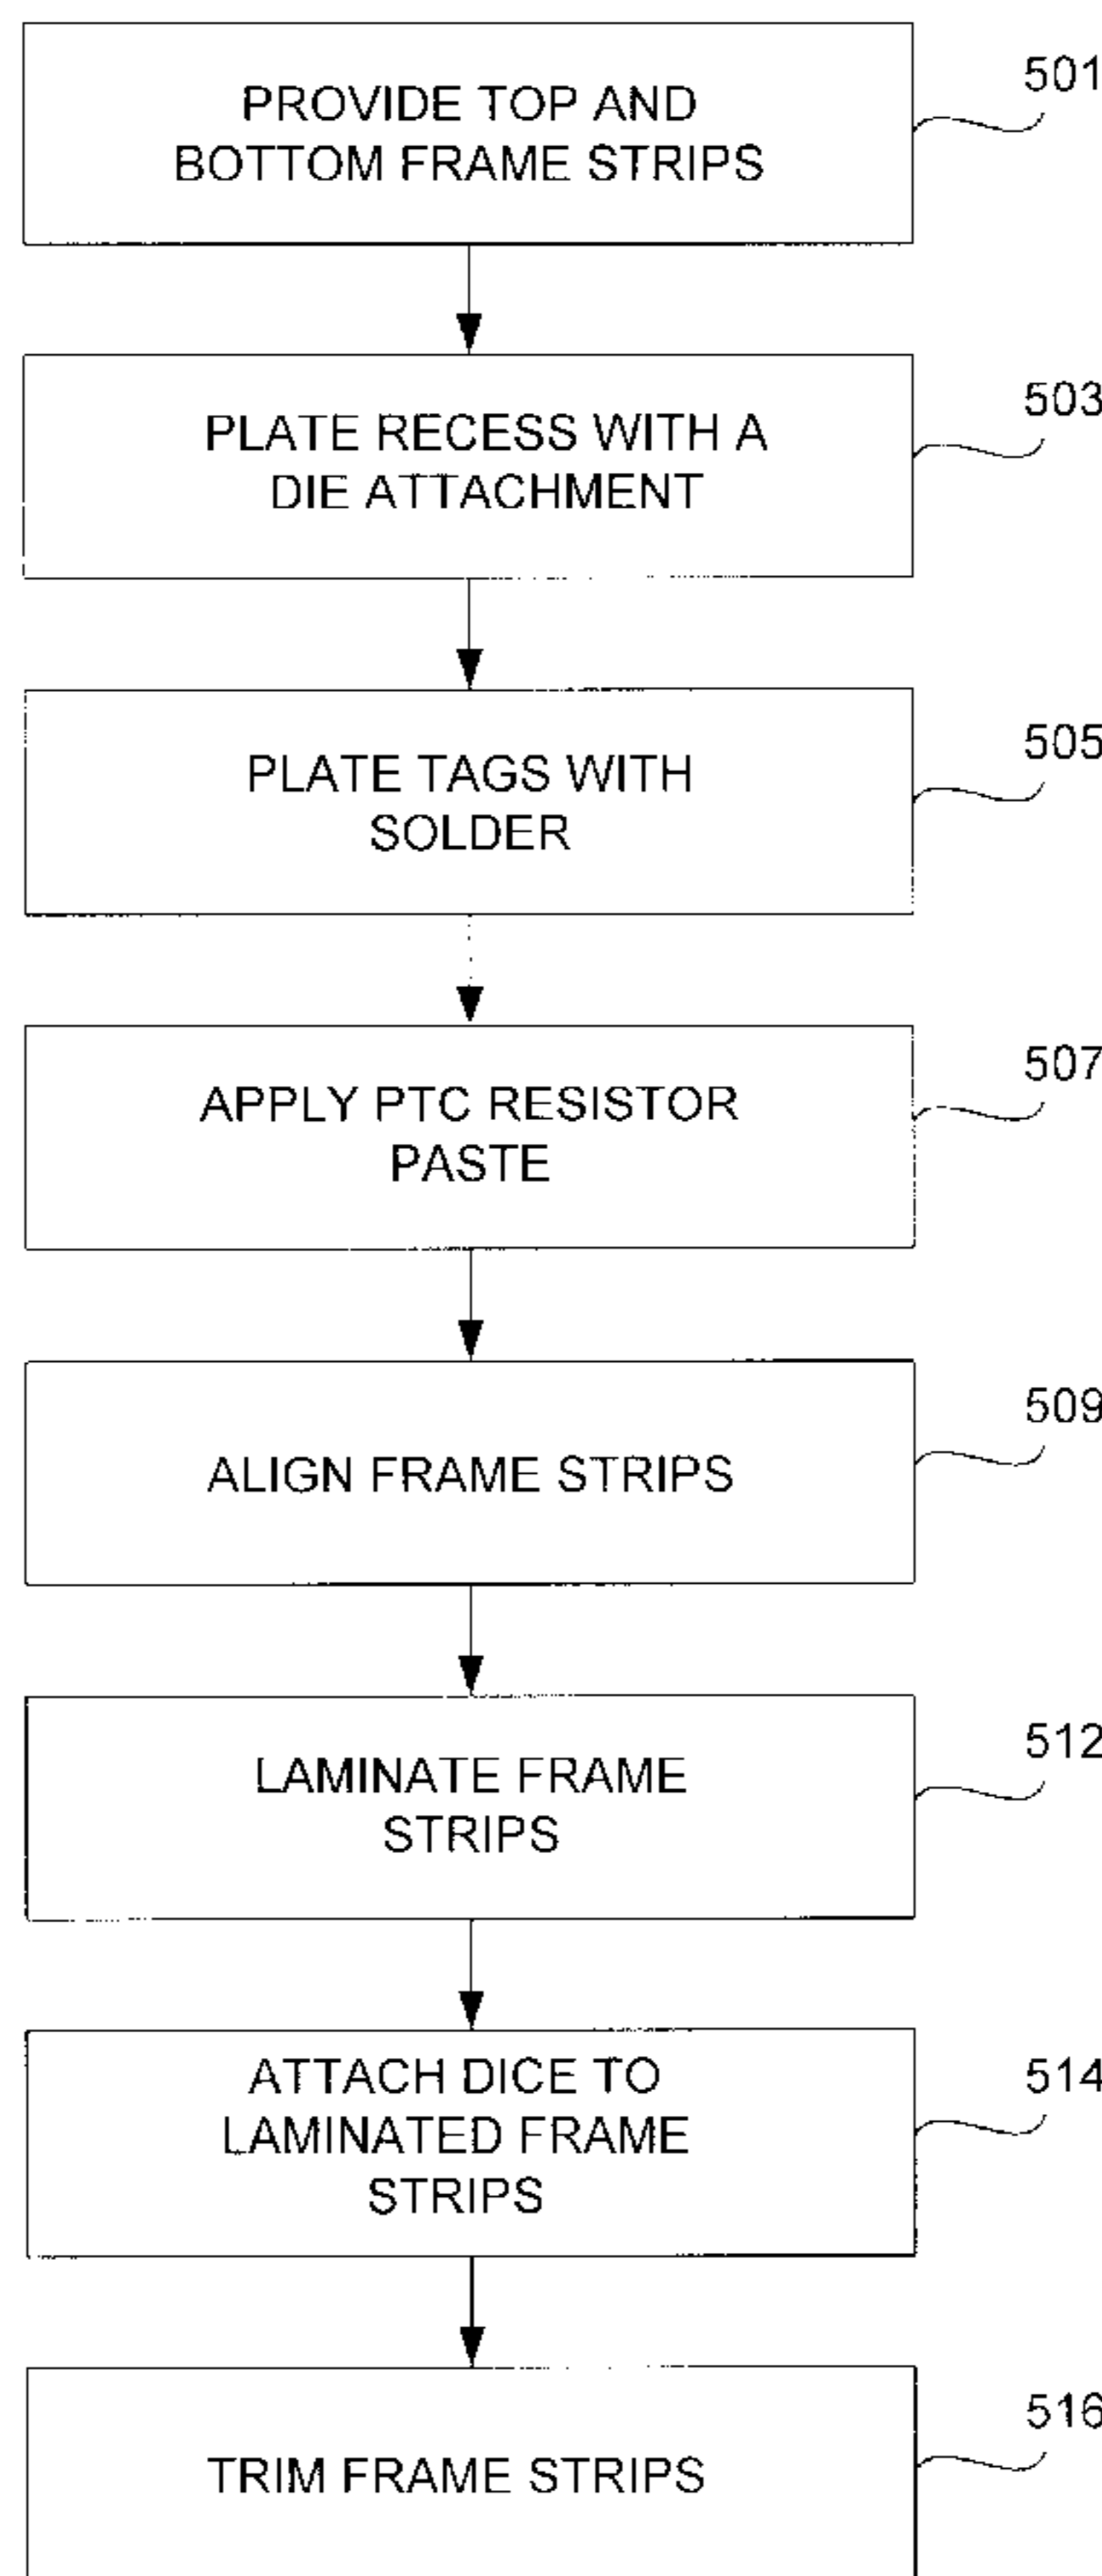 PROVIDE TOP AND
BOTTOM FRAME STRIPS
501
PLATE RECESS WITH A
DIE ATTACHMENT
503
PLATE TAGS WITH
SOLDER
505
APPLY PTC RESISTOR
PASTE
507
ALIGN FRAME STRIPS
509
LAMINATE FRAME
STRIPS
512
ATTACH DICE TO
LAMINATED FRAME
STRIPS
514
TRIM FRAME STRIPS
516